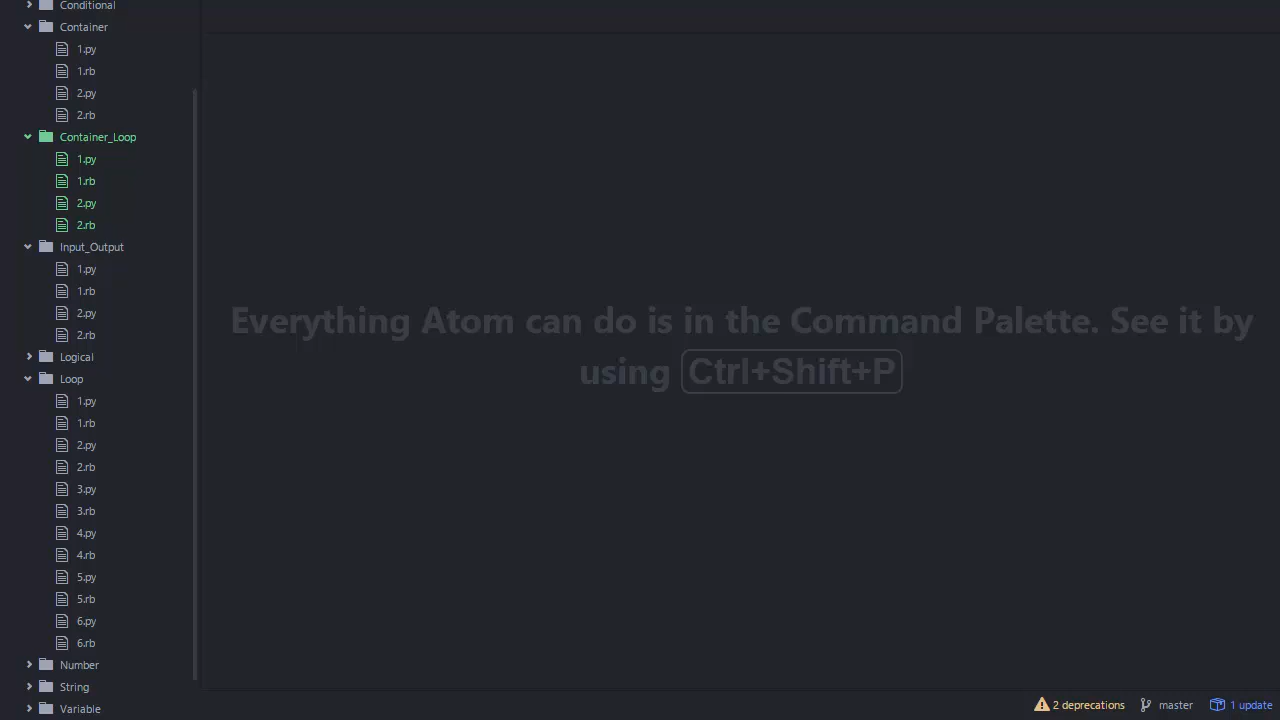 Conditional
Container
1.py
1.rb
2.py
2.rb
Container_Loop
1.py
1.rb
2.py
2.rb
Input_Output
1.py
1.rb
2.py
2.rb
Logical
Loop
1.py
1.rb
2.py
2.rb
3.py
3.rb
4.py
4.rb
5.py
5.rb
6.py
6.rb
Number
String
Variable
Everything Atom can do is in the Command Palette. See it by
using Ctrl+Shift+P
2 deprecations master 1 update